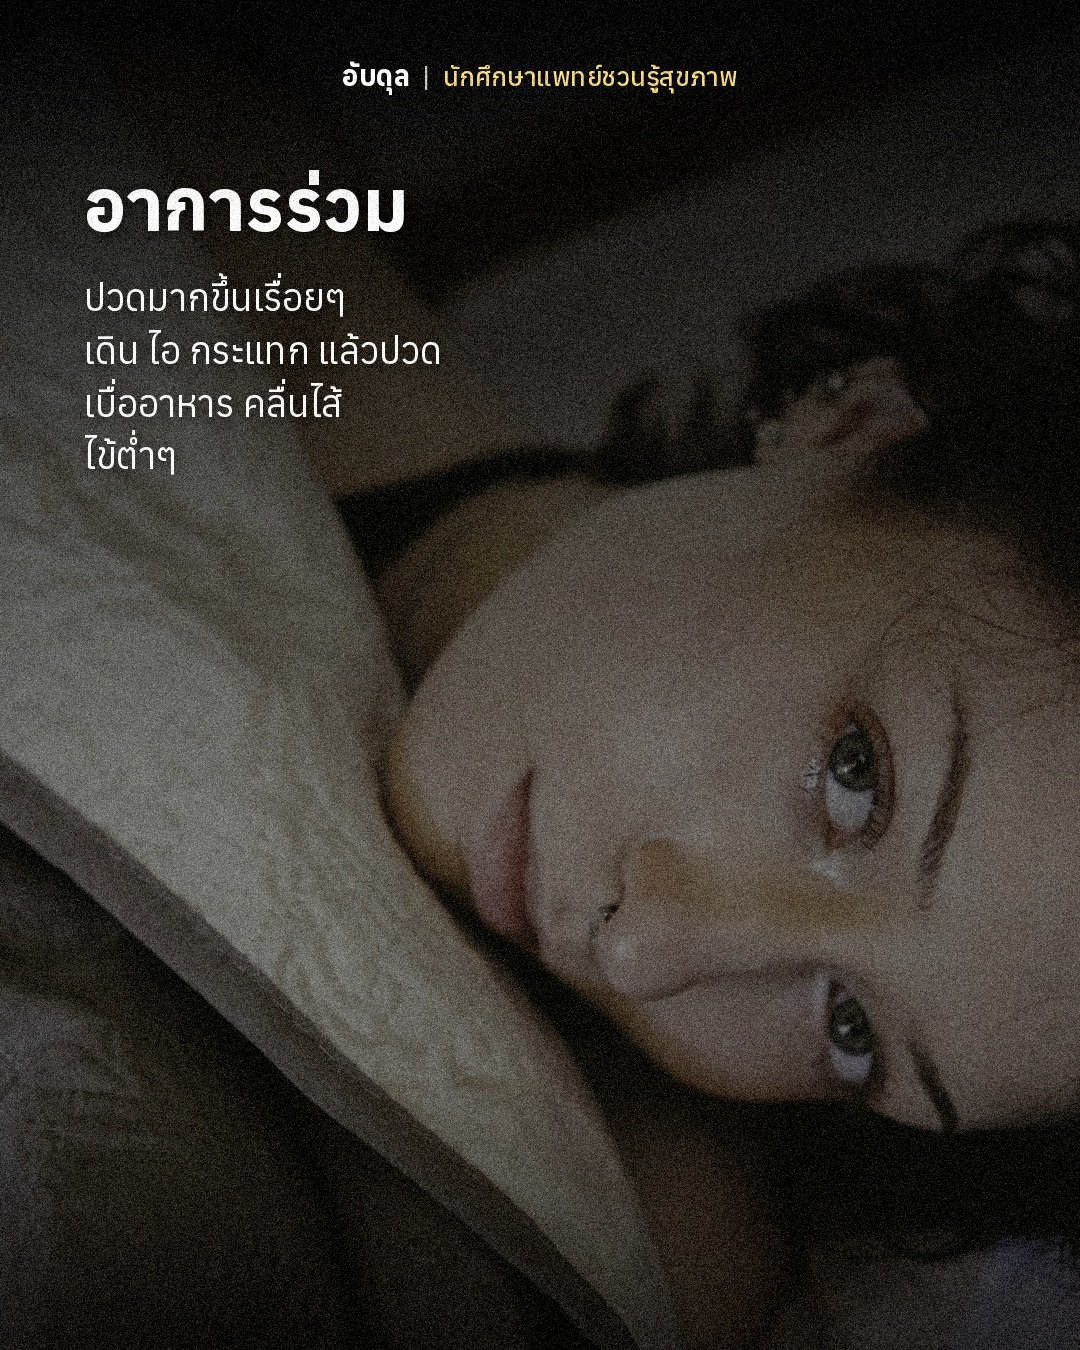 อับดุล | นักศึกษาแพทย์ชวนรู้สุขภาพ
อาการร่วม
ปวดมากขึ้นเรื่อยๆ
เดิน ไอ กระแทก แล้วปวด
เบื่ออาหาร คลื่นไส้
ไข้ต่ำๆ